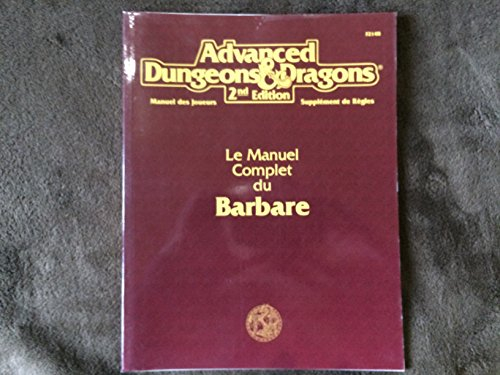 Advanced
Dungeons & Dragons®
2nd Edition
Manuel des Joueurs
Supplément de Règles
Le Manuel
Complet
du
Barbare